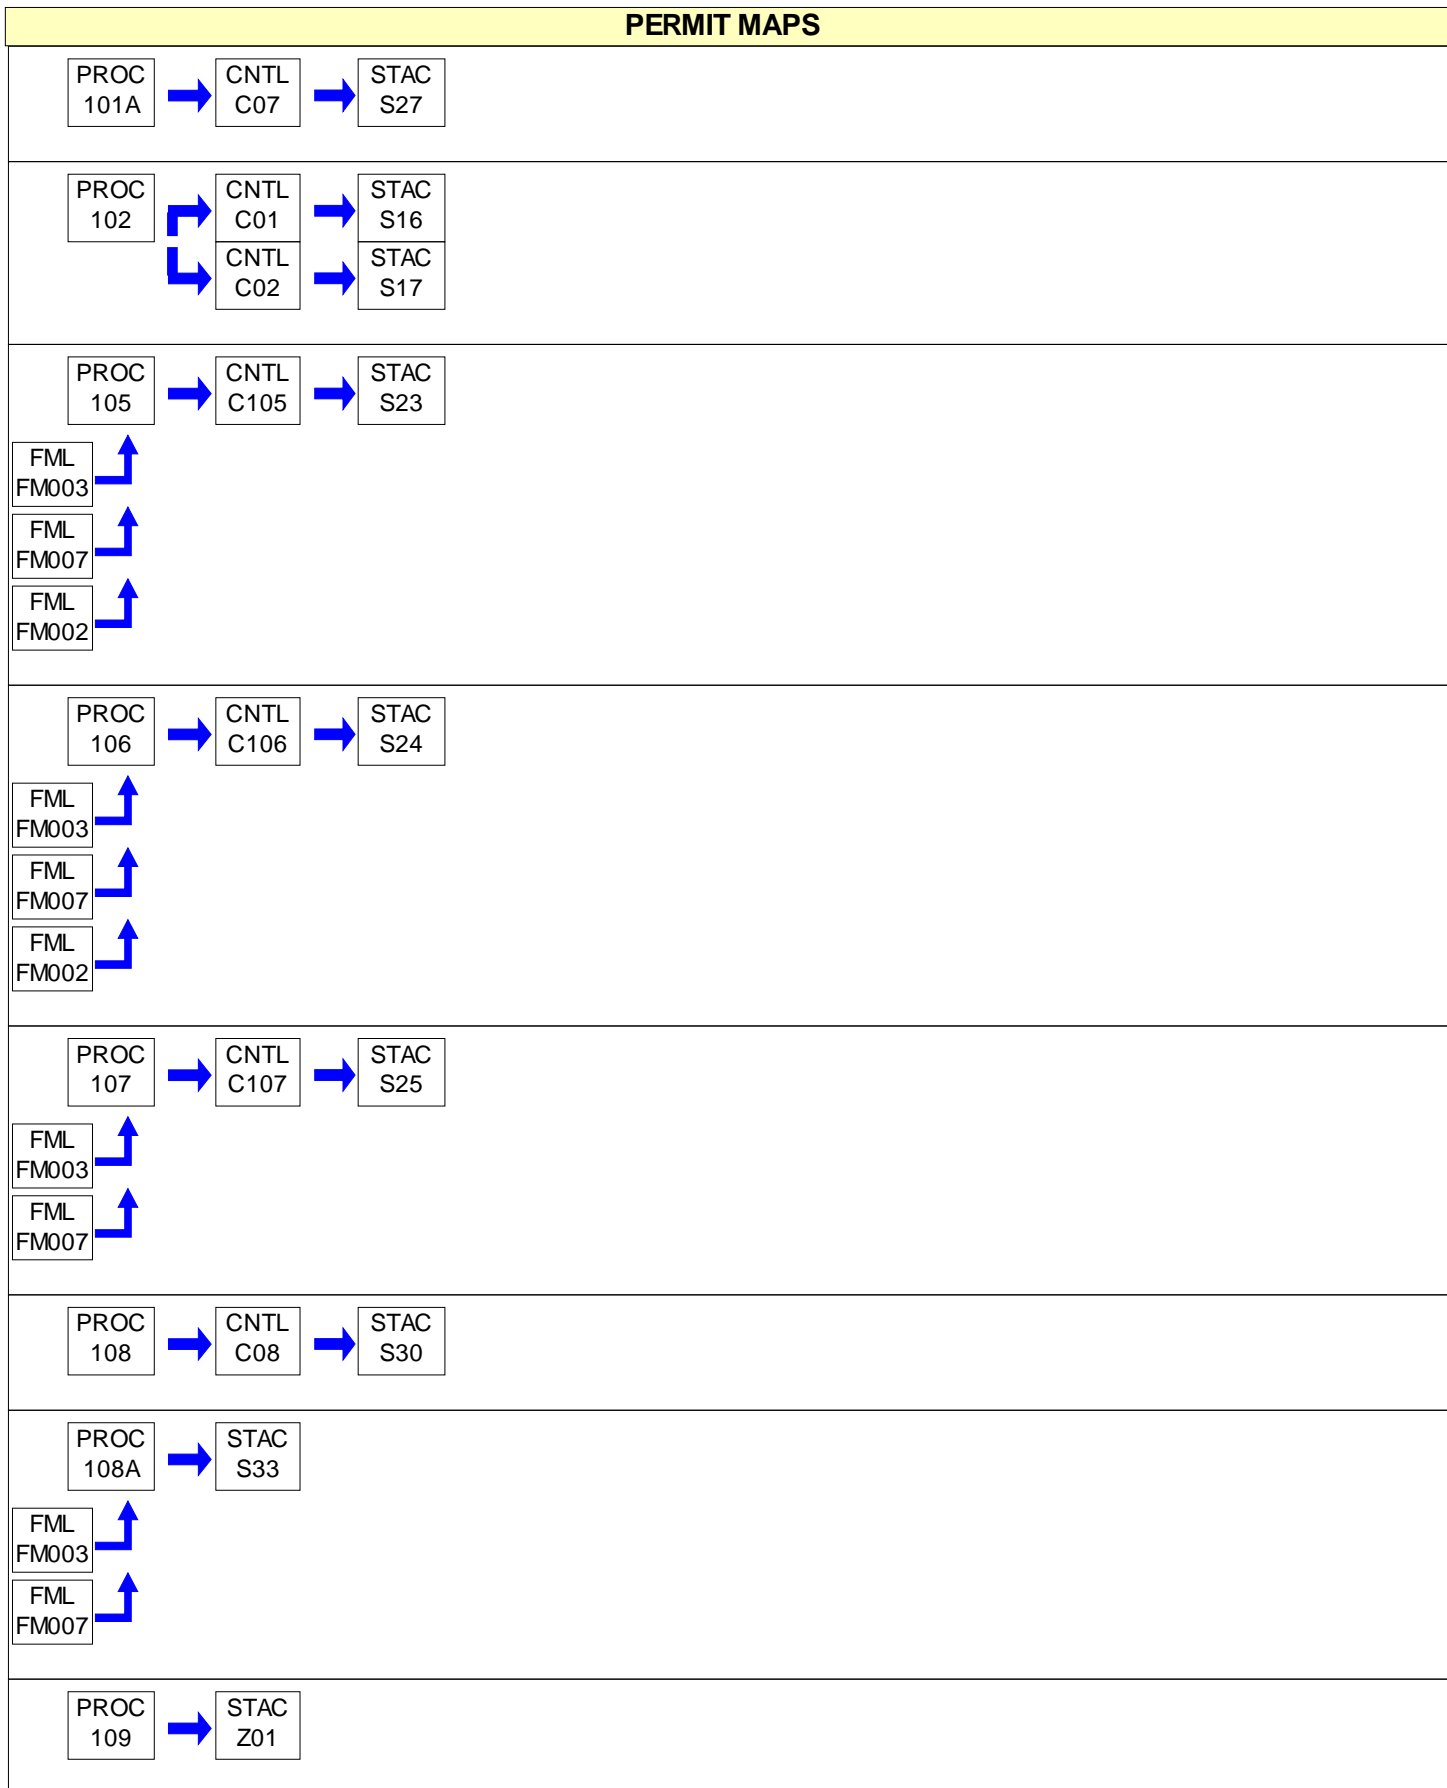 PERMIT MAPS
PROC
101A
CNTL
C07
STAC
S27
PROC
102
CNTL
C01
STAC
S16
CNTL
C02
STAC
S17
PROC
105
CNTL
C105
STAC
S23
FML
FM003
FML
FM007
FML
FM002
PROC
106
CNTL
C106
STAC
S24
FML
FM003
FML
FM007
FML
FM002
PROC
107
CNTL
C107
STAC
S25
FML
FM003
FML
FM007
PROC
108
CNTL
C08
STAC
S30
PROC
108A
STAC
S33
FML
FM003
FML
FM007
PROC
109
STAC
Z01